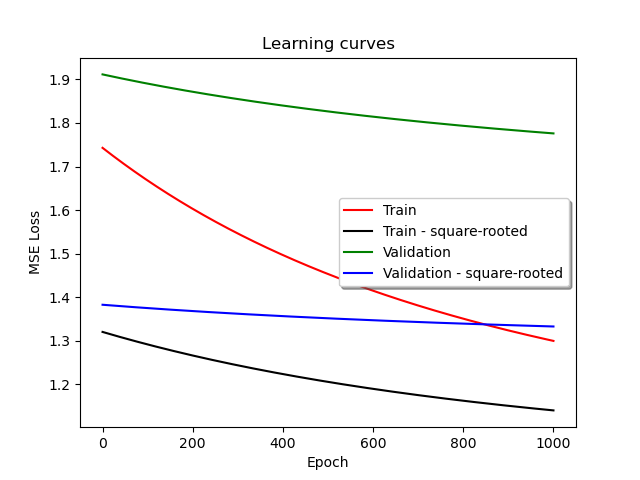 Learning curves
MSE Loss
1.9
1.8
1.7
1.6
1.5
1.4
1.3
1.2
Train
Train - square-rooted
Validation
Validation - square-rooted
0 200 400 600 800 1000
Epoch